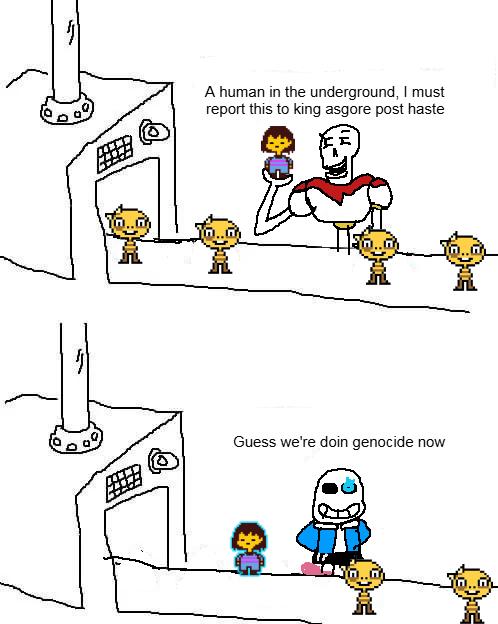 A human in the underground, I must
report this to king asgore post haste
Guess we're doin genocide now